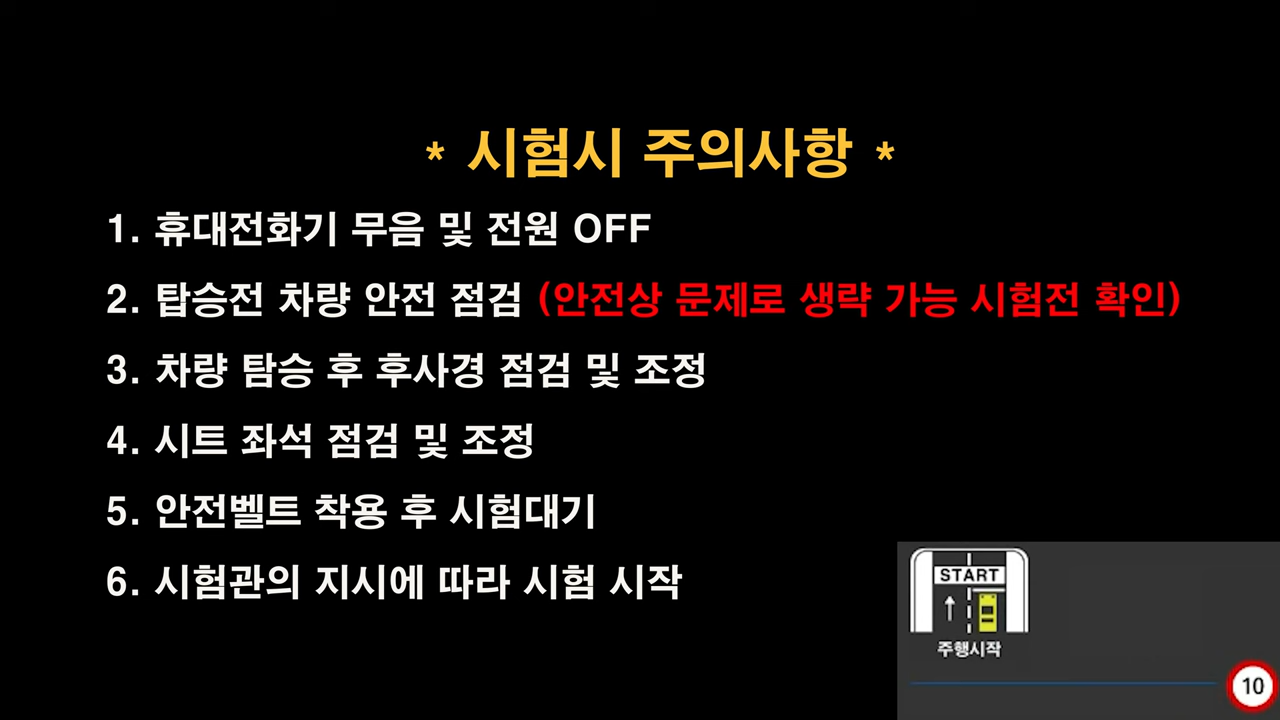 * 시험시 주의사항 *
1. 휴대전화기 무음 및 전원 OFF
2. 탑승전 차량 안전 점검 (안전상 문제로 생략 가능 시험전 확인)
3. 차량 탐승 후 후사경 점검 및 조정
4. 시트 좌석 점검 및 조정
5. 안전벨트 착용 후 시험대기
6. 시험관의 지시에 따라 시험 시작
START
주행시작
10